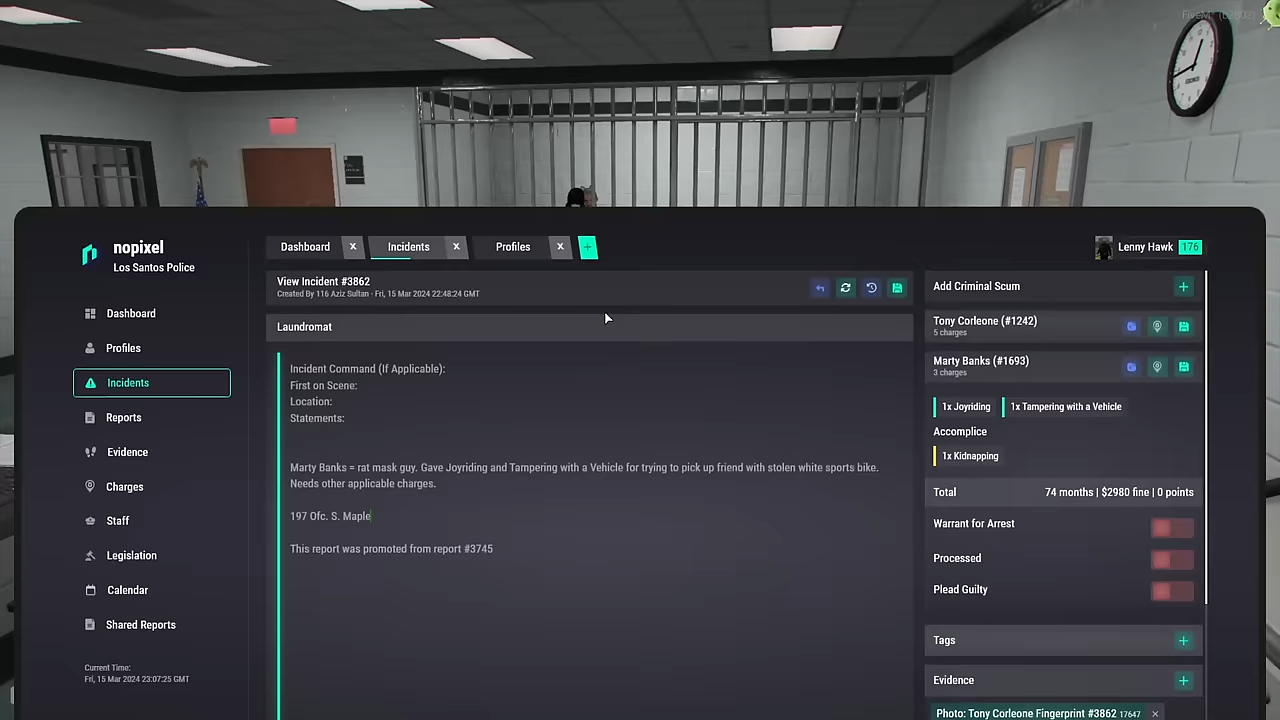 nopixel
Los Santos Police
Dashboard
Profiles
Incidents
Reports
Evidence
Charges
Staff
Legislation
Calendar
Shared Reports
Current Time:
Fri, 15 Mar 2024 23:07:25 GMT
Dashboard x Incidents x Profiles x +
Lenny Hawk 176
View Incident #3862
Created By 116 Aziz Sultan - Fri, 15 Mar 2024 22:48:24 GMT
Laundromat
Incident Command (If Applicable):
First on Scene:
Location:
Statements:
Marty Banks = rat mask guy. Gave Joyriding and Tampering with a Vehicle for trying to pick up friend with stolen white sports bike.
Needs other applicable charges.
197 Ofc. S. Maple
This report was promoted from report #3745
Add Criminal Scum +
Tony Corleone (#1242)
5 charges
Marty Banks (#1693)
3 charges
1x Joyriding 1x Tampering with a Vehicle
Accomplice
1x Kidnapping
Total 74 months | $2980 fine | 0 points
Warrant for Arrest
Processed
Plead Guilty
Tags +
Evidence +
Photo: Tony Corleone Fingerprint #3862 17647 x